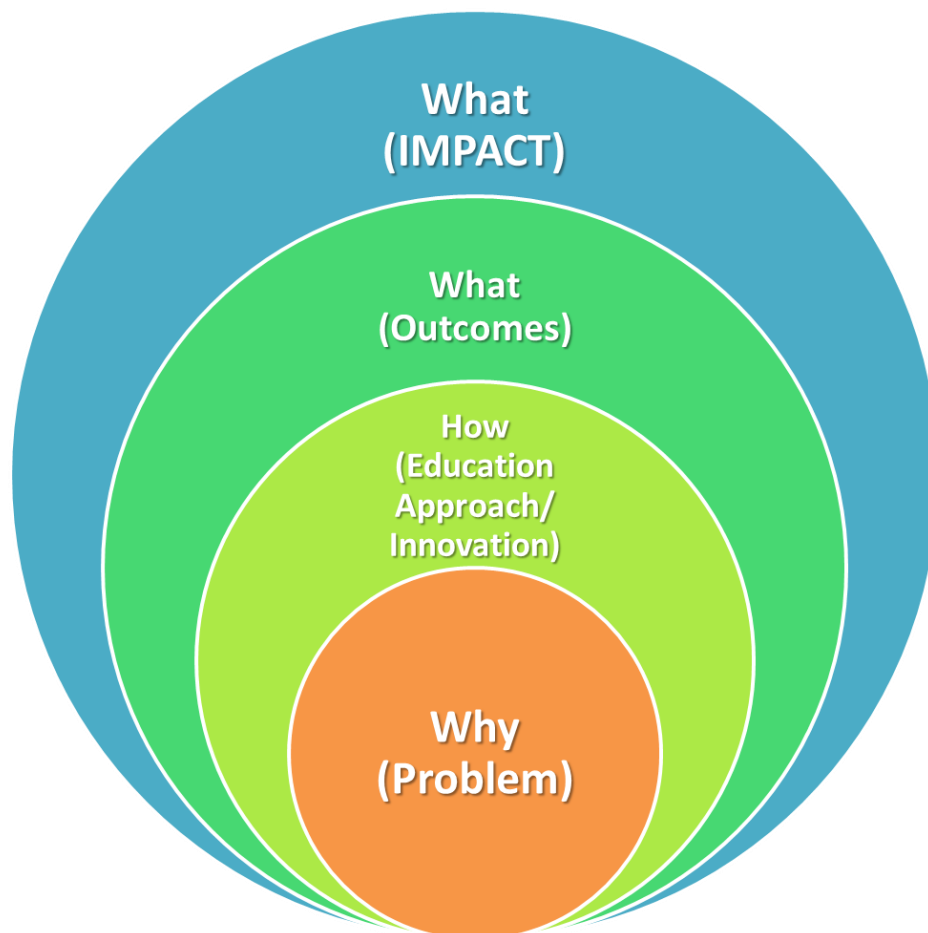 What
(IMPACT)
What
(Outcomes)
How
(Education
Approach/
Innovation)
Why
(Problem)